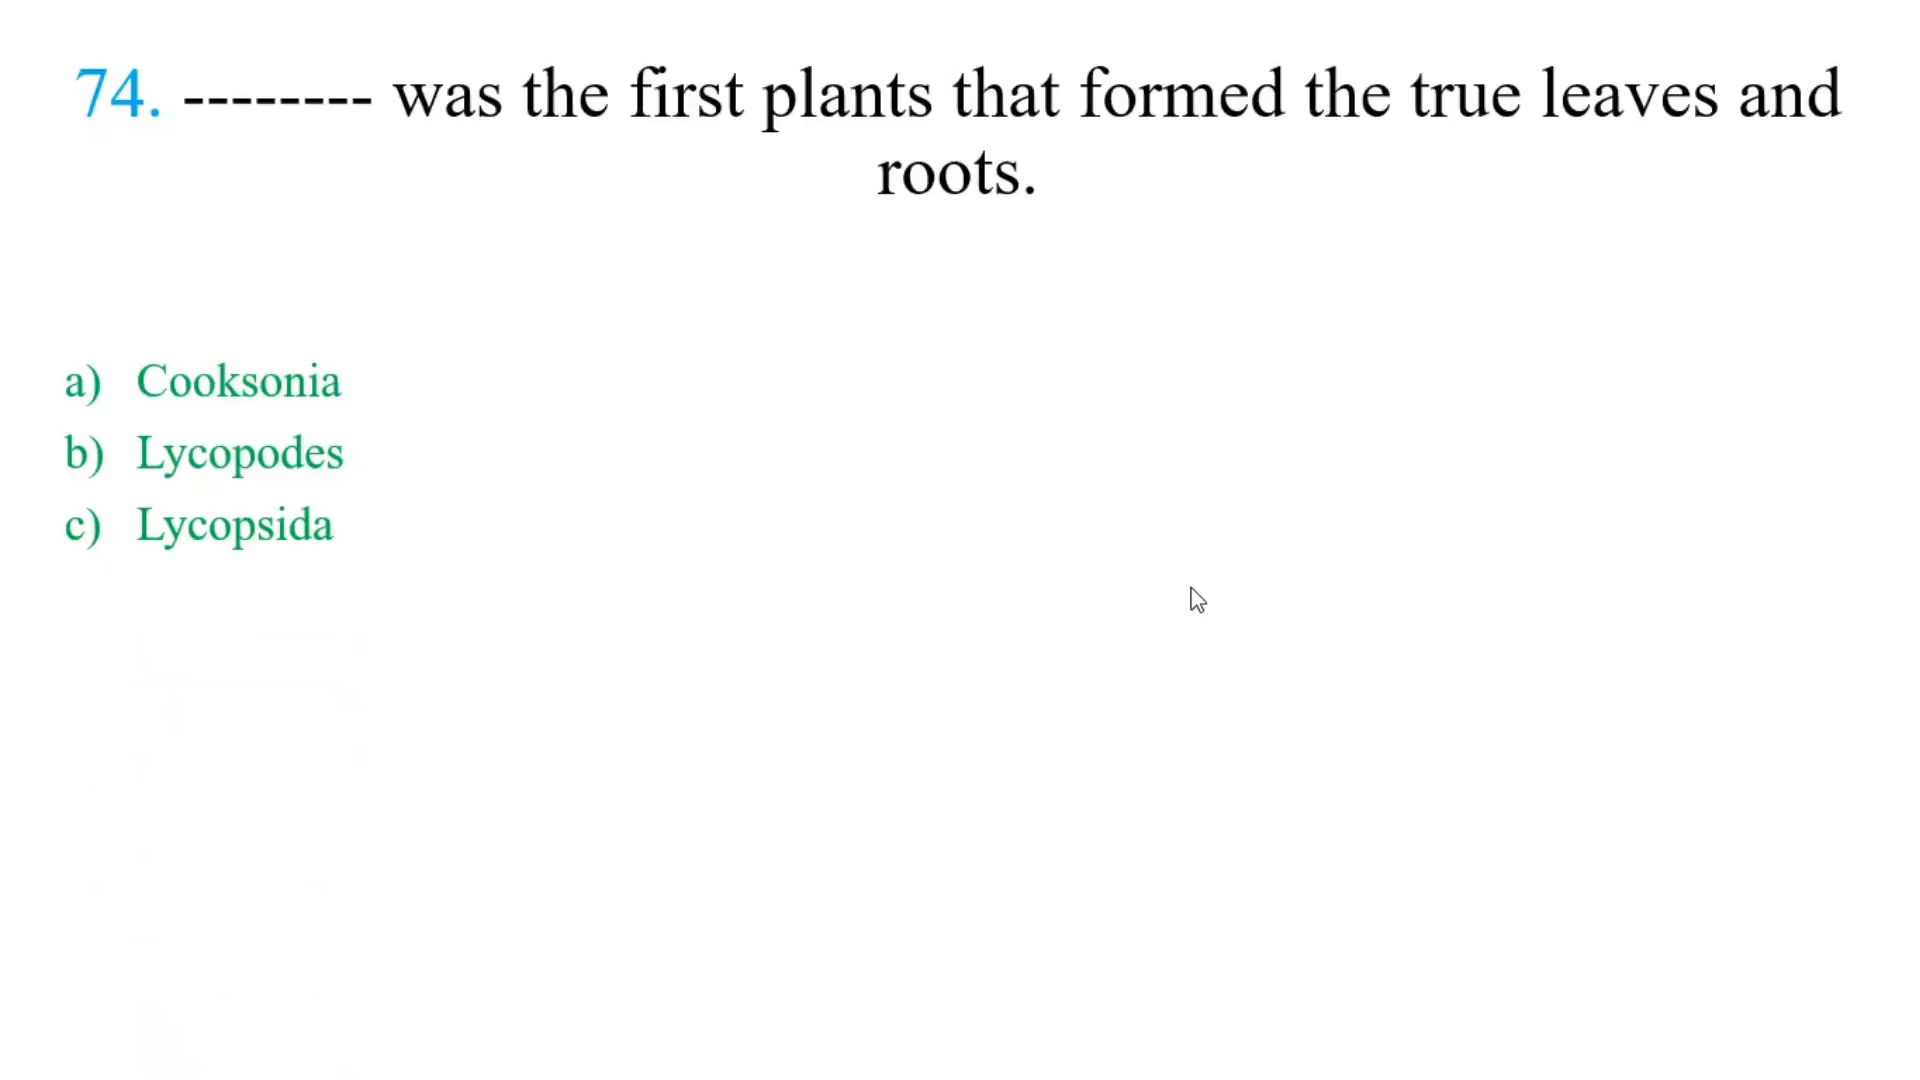 74. -------- was the first plants that formed the true leaves and
roots.
a) Cooksonia
b) Lycopodes
c) Lycopsida